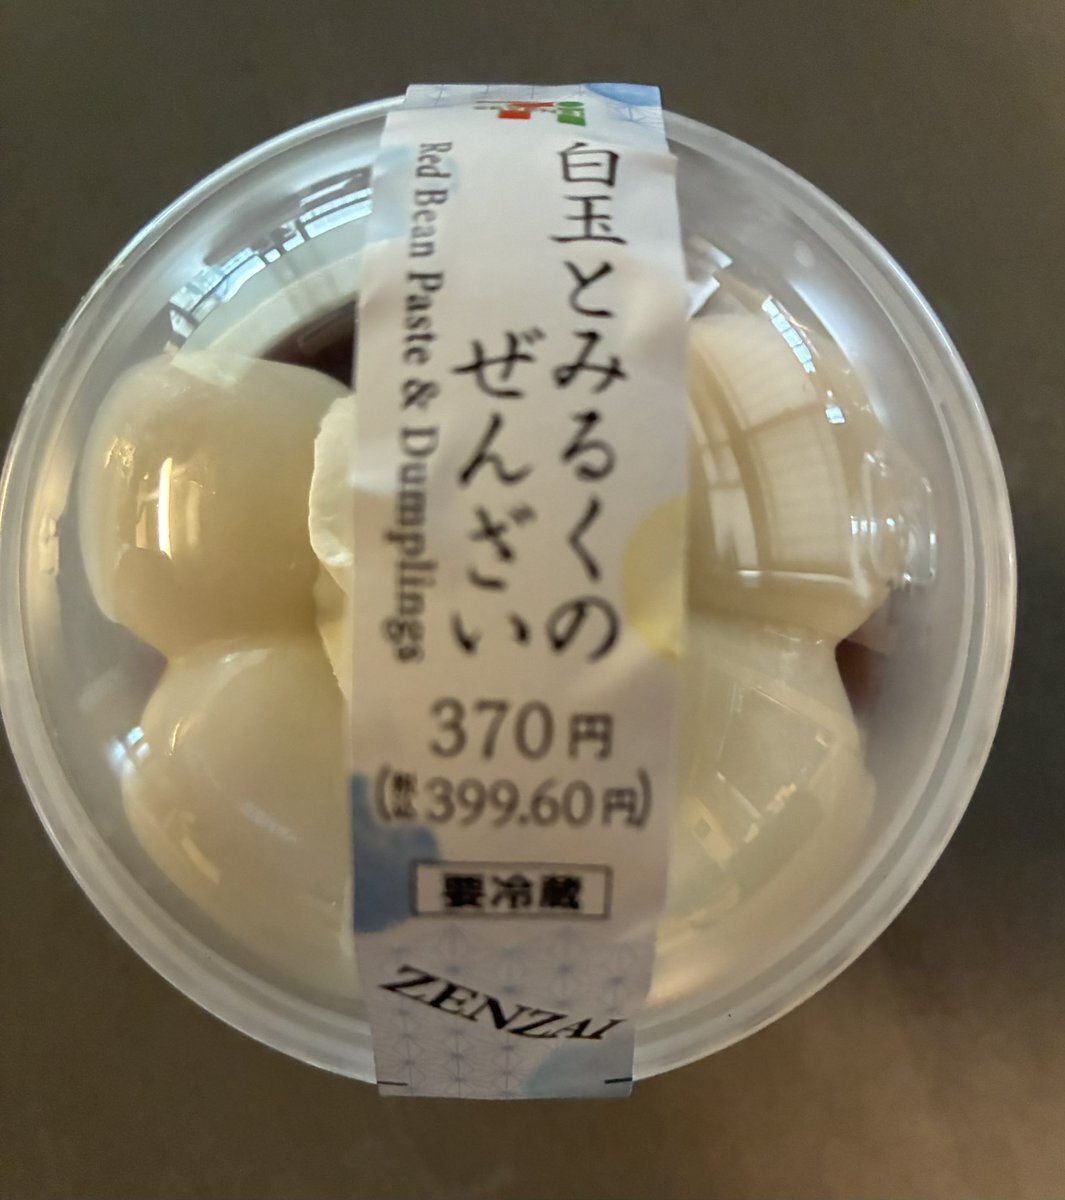 白玉とみるくの
ぜんざい
Red Bean Paste & Dumplings
370円
(税込399.60円)
要冷蔵
ZENZAI